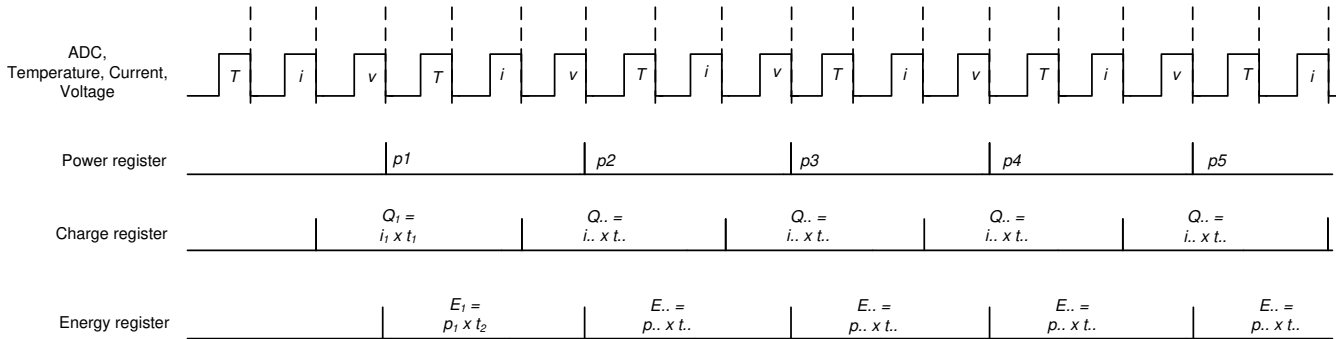 ADC,
Temperature, Current,
Voltage
T i v T i v T i v T i v T i v T i
Power register
p1 p2 p3 p4 p5
Charge register
Q1 = Q.. = Q.. = Q.. = Q.. =
i1 x t1 i.. x t.. i.. x t.. i.. x t.. i.. x t..
Energy register
E1 = E.. = E.. = E.. = E.. =
p1 x t2 p.. x t.. p.. x t.. p.. x t.. p.. x t..